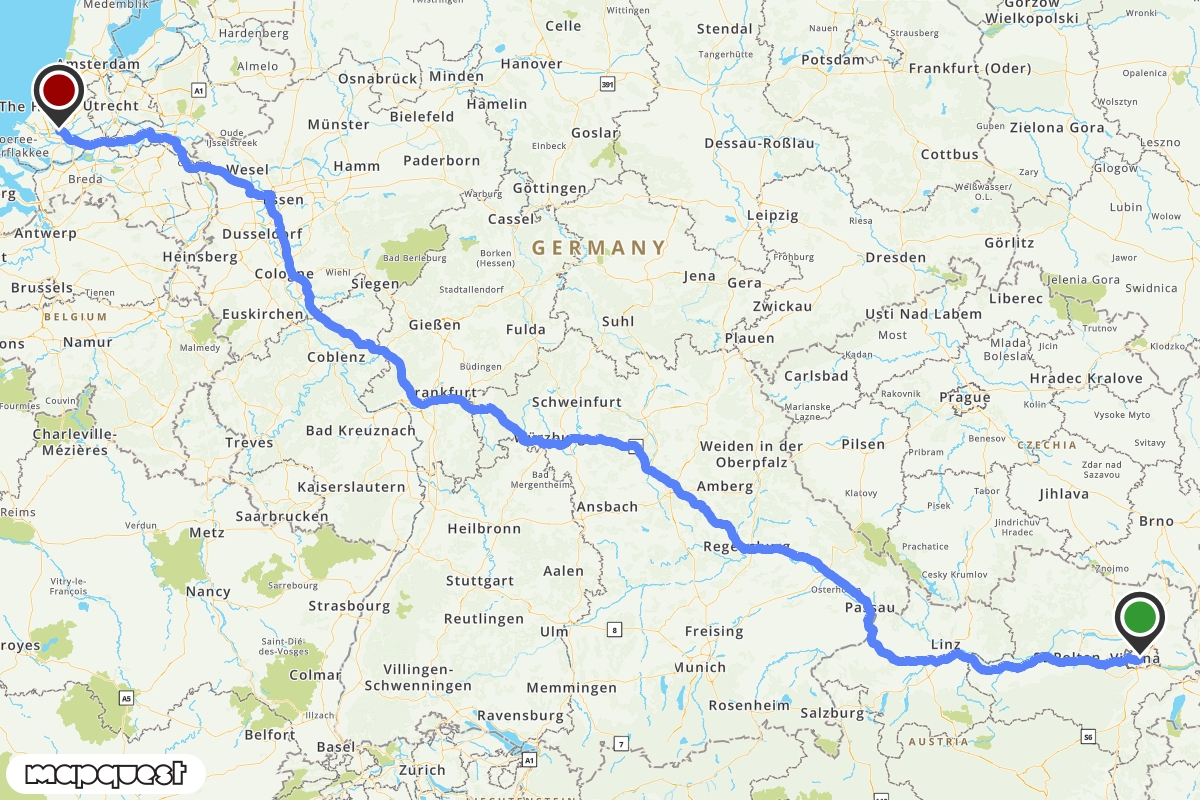 Medemblik
Wittingen
Gorzow
Wielkopolski
Wronki
Hardenberg
Celle
Stendal
Nauen
Strausberg
Tangerhütte
Amsterdam
Almelo
Osnabrück
Minden
Hanover
Potsdam
Frankfurt (Oder)
Opalenica
A1
391
The H
Utrecht
Hamelin
Wolsztyn
Münster
Bielefeld
Goslar
Guben
Zielona Gora
Oude
IJsselstreek
Einbeck
Dessau-Roßlau
Leszno
Cottbus
Breda
Wesel
Hamm
Paderborn
Zary
Glogow
Warburg
Göttingen
Weißwasser/
O.L.
Essen
Lubin
Wolow
Cassel
Leipzig
Riesa
Antwerp
Dusseldorf
GERMANY
Görlitz
Heinsberg
Bad Berleburg
Borken
(Hessen)
Frohburg
Dresden
Jawor
Cologne
Wiehl
Siegen
Jena
Gera
Jelenia Gora
Brussels
Tienen
Stadtallendorf
Zwickau
Liberec
Swidnica
BELGIUM
Euskirchen
Gießen
Fulda
Suhl
Usti Nad Labem
Trutnov
Namur
Malmedy
Plauen
Most
Mlada
Boleslav
Jicin
Klodzko
Coblenz
Kadan
Büdingen
Carlsbad
Hradec Kralove
Frankfurt
Rakovnik
Prague
Fourmies
Couvin
Schweinfurt
Marianske
Lazne
Kolin
Vysoke Myto
Charleville-
Mézières
Treves
Bad Kreuznach
Würzburg
Weiden in der
Oberpfalz
Pilsen
Benesov
CZECHIA
Svitavy
Pribram
Zdar nad
Sazavou
Kaiserslautern
Bad
Mergentheim
Amberg
Klatovy
Tabor
Jihlava
Reims
Saarbrucken
Ansbach
Pisek
Verdun
Metz
Heilbronn
Jindrichuv
Hradec
Brno
Regensburg
Prachatice
Vitry-le-
François
Sarrebourg
Stuttgart
Aalen
Cesky Krumlov
Znojmo
Nancy
Strasbourg
Reutlingen
Osterho
Passau
Ulm
8
Freising
Linz
Saint-Dié-
des-Vosges
Colmar
Villingen-
Schwenningen
Munich
Polten
Vienna
A5
Memmingen
Rosenheim
Salzburg
Illzach
Ravensburg
Belfort
Basel
7
AUSTRIA
S6
A1
Zurich
mapquest